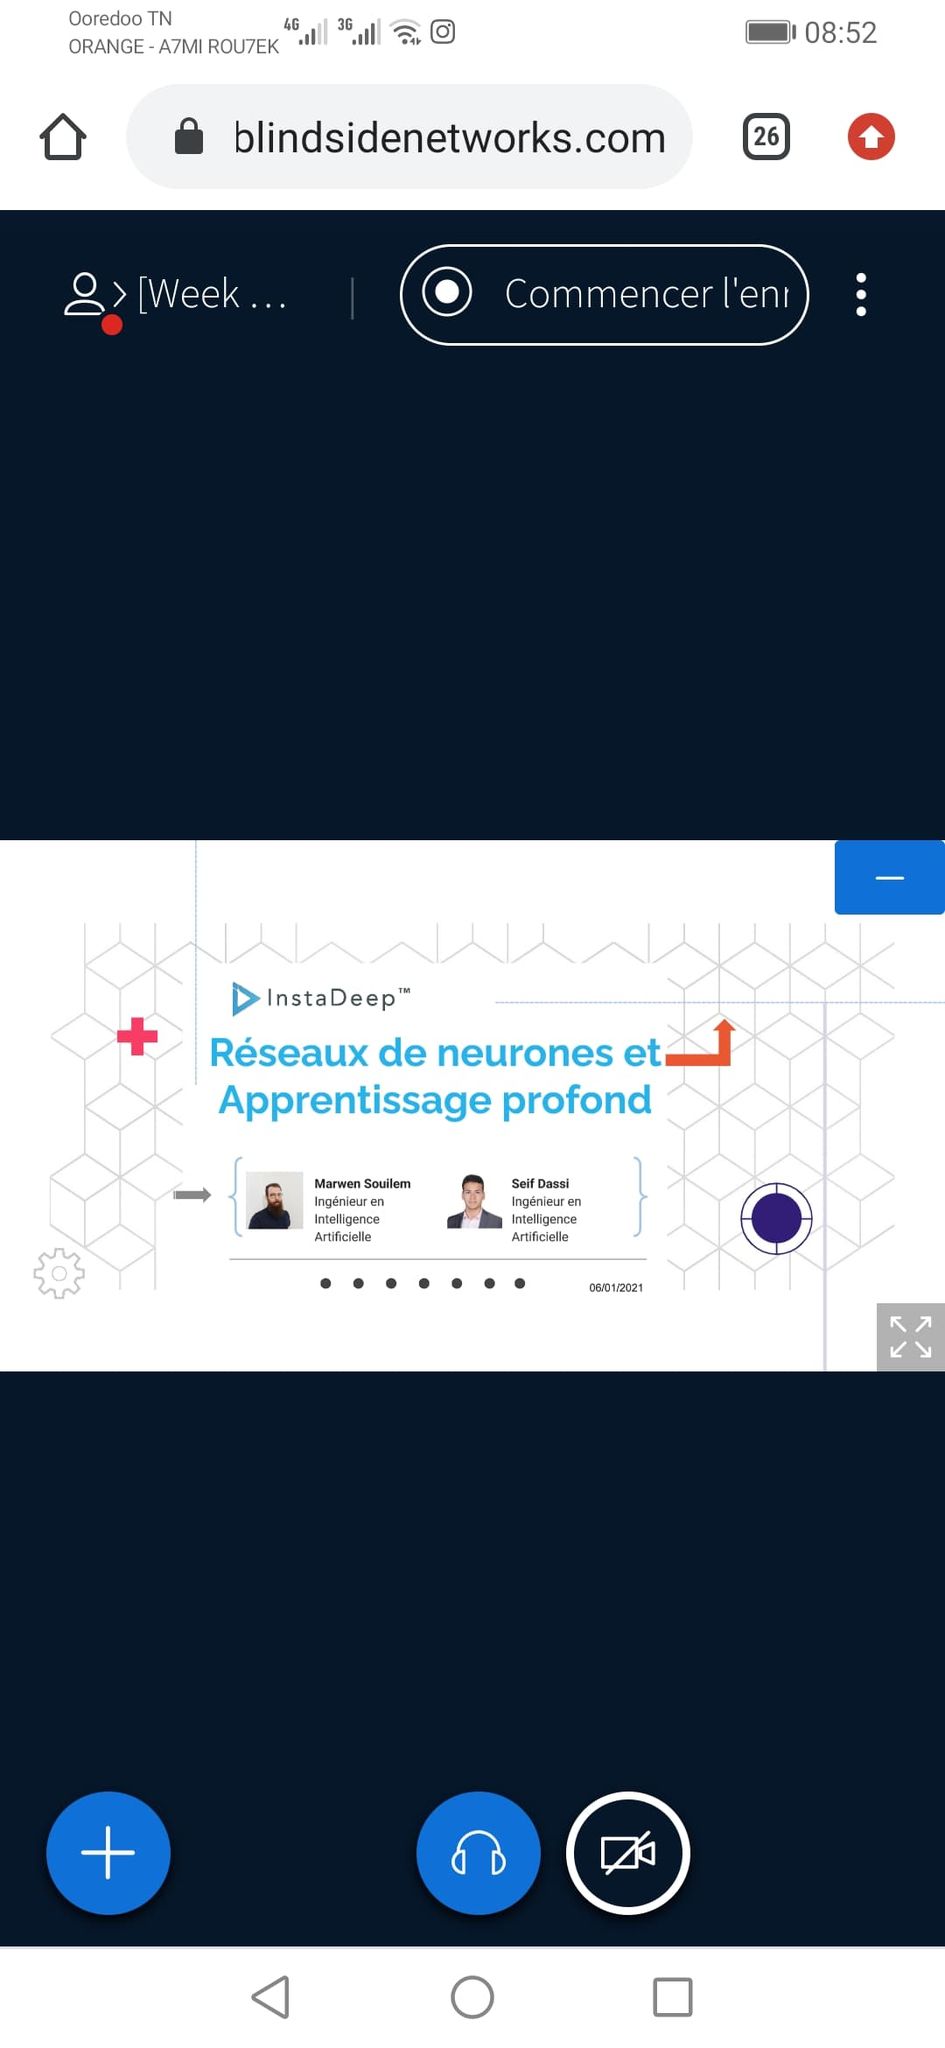 Ooredoo TN
ORANGE - A7MI ROU7EK
4G
3G
08:52
blindsidenetworks.com
26
[Week ...
Commencer l'enr
InstaDeep™
Réseaux de neurones et
Apprentissage profond
Marwen Souilem
Ingénieur en
Intelligence
Artificielle
Seif Dassi
Ingénieur en
Intelligence
Artificielle
06/01/2021